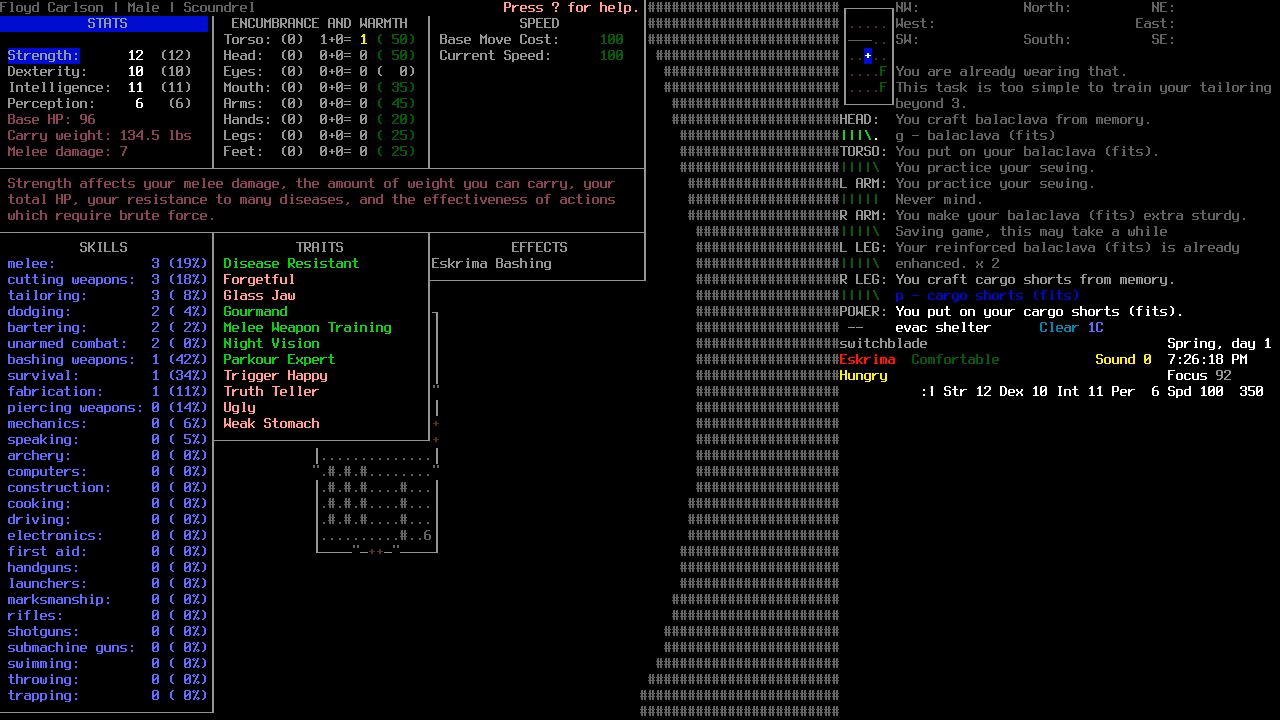 Floyd Carlson | Male | Scoundrel
Press ? for help.
STATS
Strength: 12 (12)
Dexterity: 10 (10)
Intelligence: 11 (11)
Perception: 6 (6)
Base HP: 96
Carry weight: 134.5 lbs
Melee damage: 7
ENCUMBRANCE AND WARMTH
Torso: (0) 1+0= 1 ( 50)
Head: (0) 0+0= 0 ( 50)
Eyes: (0) 0+0= 0 ( 0)
Mouth: (0) 0+0= 0 ( 35)
Arms: (0) 0+0= 0 ( 45)
Hands: (0) 0+0= 0 ( 20)
Legs: (0) 0+0= 0 ( 25)
Feet: (0) 0+0= 0 ( 25)
SPEED
Base Move Cost: 100
Current Speed: 100
Strength affects your melee damage, the amount of weight you can carry, your
total HP, your resistance to many diseases, and the effectiveness of actions
which require brute force.
SKILLS
melee: 3 (19%)
cutting weapons: 3 (18%)
tailoring: 3 ( 8%)
dodging: 2 ( 4%)
bartering: 2 ( 2%)
unarmed combat: 2 ( 0%)
bashing weapons: 1 (42%)
survival: 1 (34%)
fabrication: 1 (11%)
piercing weapons: 0 (14%)
mechanics: 0 ( 6%)
speaking: 0 ( 5%)
archery: 0 ( 0%)
computers: 0 ( 0%)
construction: 0 ( 0%)
cooking: 0 ( 0%)
driving: 0 ( 0%)
electronics: 0 ( 0%)
first aid: 0 ( 0%)
handguns: 0 ( 0%)
launchers: 0 ( 0%)
marksmanship: 0 ( 0%)
rifles: 0 ( 0%)
shotguns: 0 ( 0%)
submachine guns: 0 ( 0%)
swimming: 0 ( 0%)
throwing: 0 ( 0%)
trapping: 0 ( 0%)
TRAITS
Disease Resistant
Forgetful
Glass Jaw
Gourmand
Melee Weapon Training
Night Vision
Parkour Expert
Trigger Happy
Truth Teller
Ugly
Weak Stomach
EFFECTS
Eskrima Bashing
NW: North: NE:
West: East:
SW: South: SE:
You are already wearing that.
This task is too simple to train your tailoring
beyond 3.
HEAD: You craft balaclava from memory.
g - balaclava (fits)
TORSO: You put on your balaclava (fits).
You practice your sewing.
L ARM: You practice your sewing.
Never mind.
R ARM: You make your balaclava (fits) extra sturdy.
Saving game, this may take a while
L LEG: Your reinforced balaclava (fits) is already
enhanced. x 2
R LEG: You craft cargo shorts from memory.
p - cargo shorts (fits)
POWER: You put on your cargo shorts (fits).
-- evac shelter Clear 1C
switchblade Spring, day 1
Eskrima Comfortable Sound 0 7:26:18 PM
Hungry Focus 92
:| Str 12 Dex 10 Int 11 Per 6 Spd 100 350